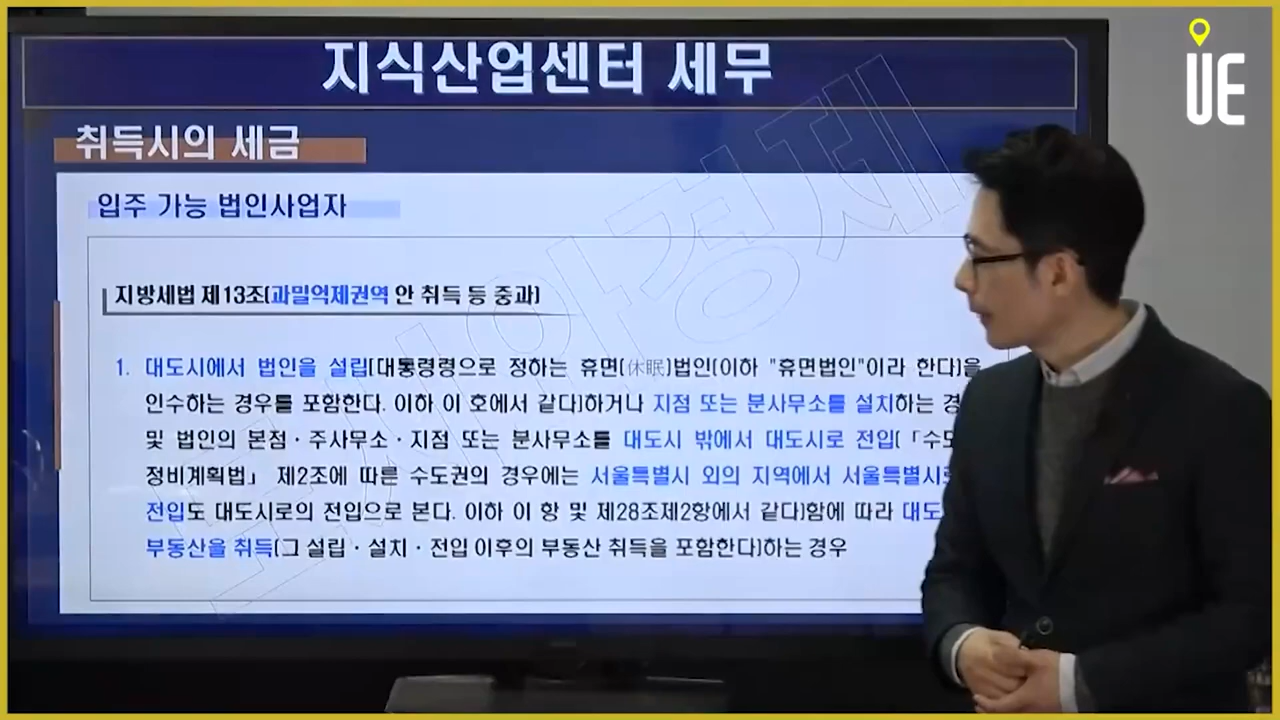 지식산업센터 세무
UE
취득시의 세금
입주 가능 법인사업자
지방세법 제13조(과밀억제권역 안 취득 등 중과)
1. 대도시에서 법인을 설립[대통령령으로 정하는 휴면(休眠)법인(이하 "휴면법인"이라 한다)을
인수하는 경우를 포함한다. 이하 이 호에서 같다]하거나 지점 또는 분사무소를 설치하는
및 법인의 본점·주사무소·지점 또는 분사무소를 대도시 밖에서 대도시로 전입(「
정비계획법」 제2조에 따른 수도권의 경우에는 서울특별시 외의 지역에서
전입도 대도시로의 전입으로 본다. 이하 이 항 및 제28조제2항에서 같다)함에 따라
부동산을 취득(그 설립·설치·전입 이후의 부동산 취득을 포함한다)하는 경우
도시와경제